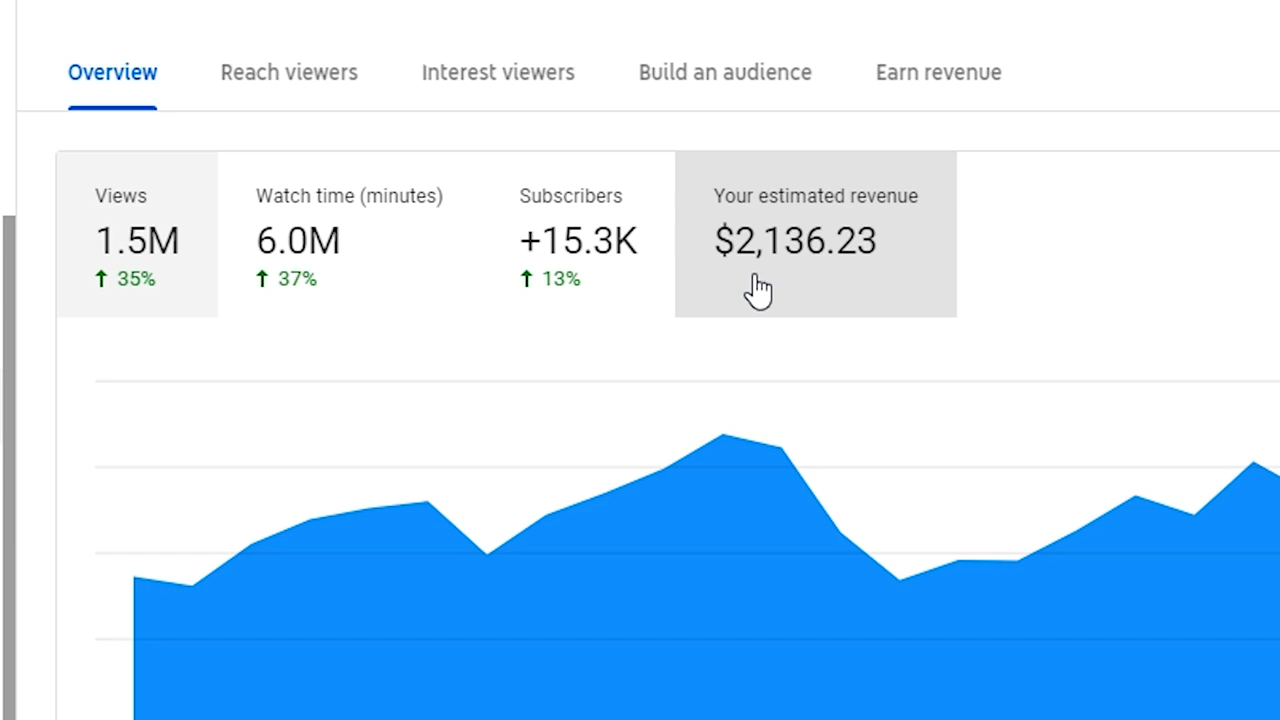 Overview Reach viewers Interest viewers Build an audience Earn revenue
Views Watch time (minutes) Subscribers Your estimated revenue
1.5M 6.0M +15.3K $2,136.23
↑ 35% ↑ 37% ↑ 13%